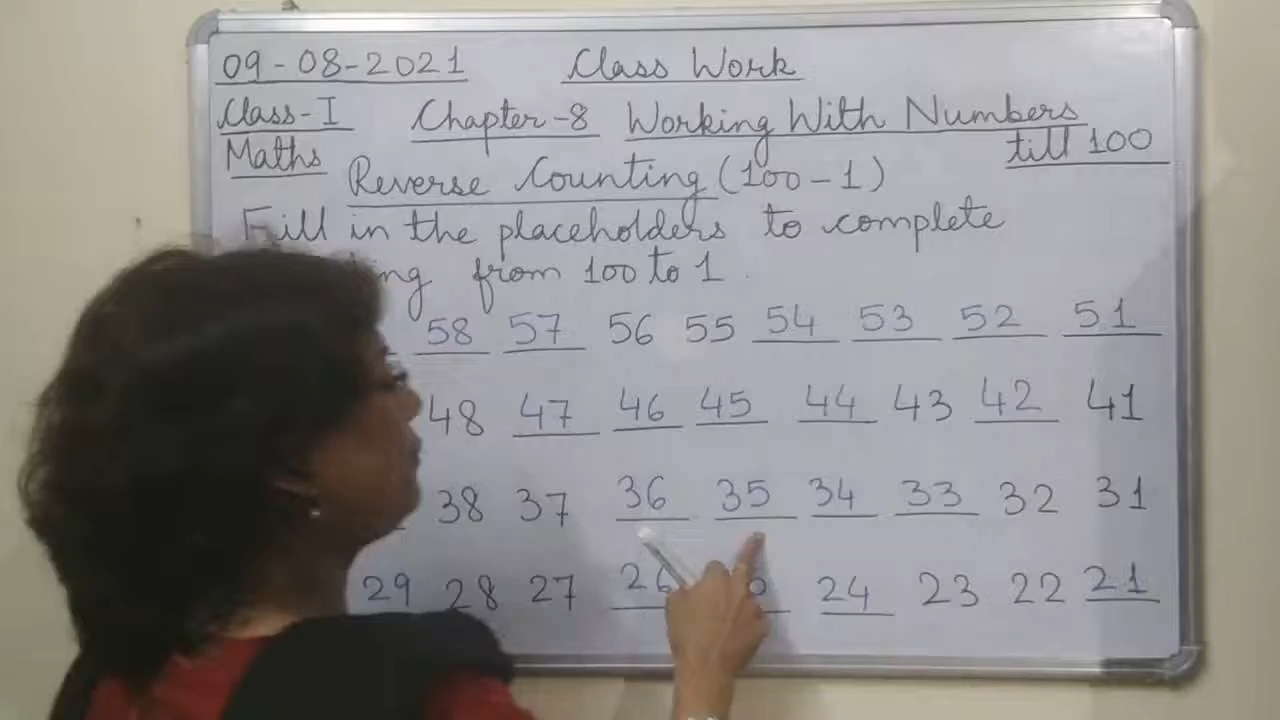 09-08-2021 Class Work
Class-I Chapter-8 Working With Numbers
Maths till 100
Reverse Counting (100-1)
Fill in the placeholders to complete
from 100 to 1.
58 57 56 55 54 53 52 51
48 47 46 45 44 43 42 41
38 37 36 35 34 33 32 31
29 28 27 26 24 23 22 21